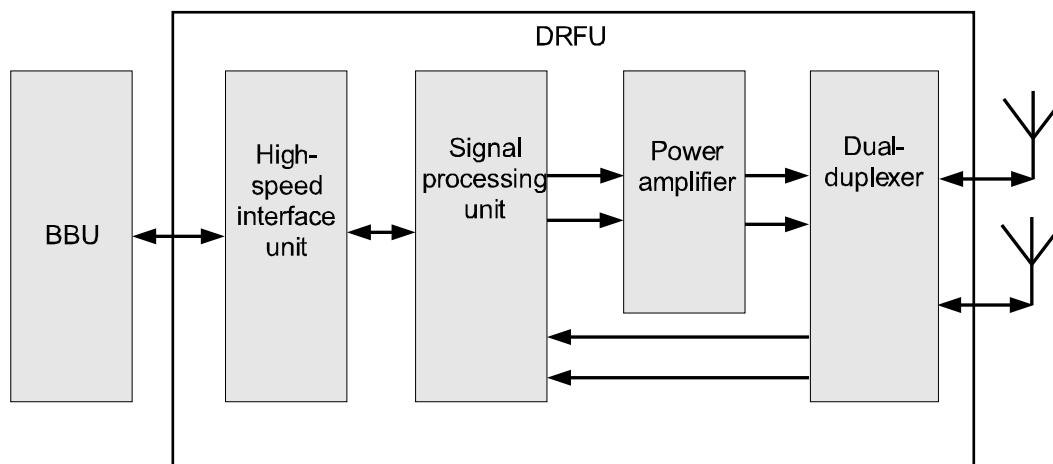 DRFU
BBU
High-
speed
interface
unit
Signal
processing
unit
Power
amplifier
Dual-
duplexer